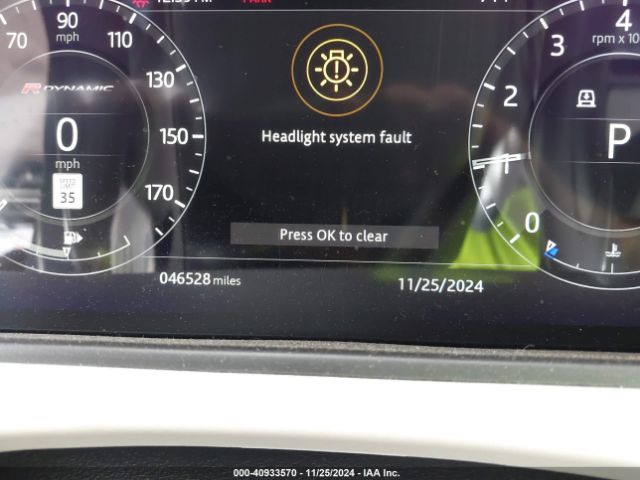 PARK
70
90
mph
110
130
150
170
R DYNAMIC
0
mph
SPEED
LIMIT
35
Headlight system fault
Press OK to clear
046528 miles
11/25/2024
4
rpm x 10
3
2
1
0
P
000-40933570 - 11/25/2024 - IAA Inc.